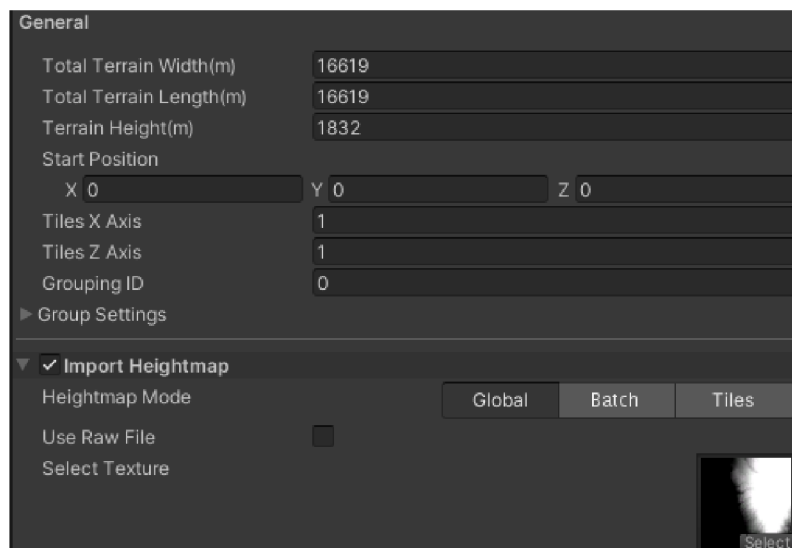 General
Total Terrain Width(m) 16619
Total Terrain Length(m) 16619
Terrain Height(m) 1832
Start Position
X 0 Y 0 Z 0
Tiles X Axis 1
Tiles Z Axis 1
Grouping ID 0
Group Settings
Import Heightmap
Heightmap Mode Global Batch Tiles
Use Raw File
Select Texture
Select